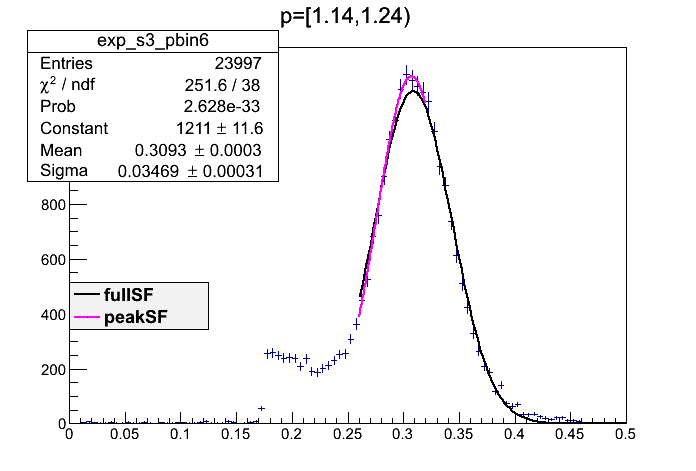 p=[1.14,1.24)
exp_s3_pbin6
Entries 23997
χ² / ndf 251.6 / 38
Prob 2.628e-33
Constant 1211 ± 11.6
Mean 0.3093 ± 0.0003
Sigma 0.03469 ± 0.00031
800
600
fullSF
peakSF
400
200
0
0 0.05 0.1 0.15 0.2 0.25 0.3 0.35 0.4 0.45 0.5